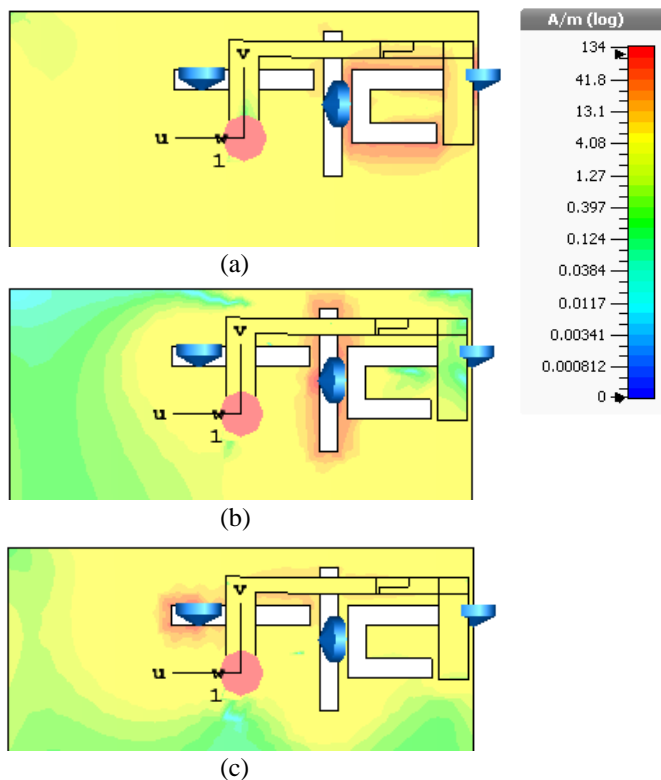 A/m (log)
134
41.8
13.1
4.08
1.27
0.397
0.124
0.0384
0.0117
0.00341
0.000812
0
v
u
w
1
(a)
v
u
w
1
(b)
v
u
w
1
(c)